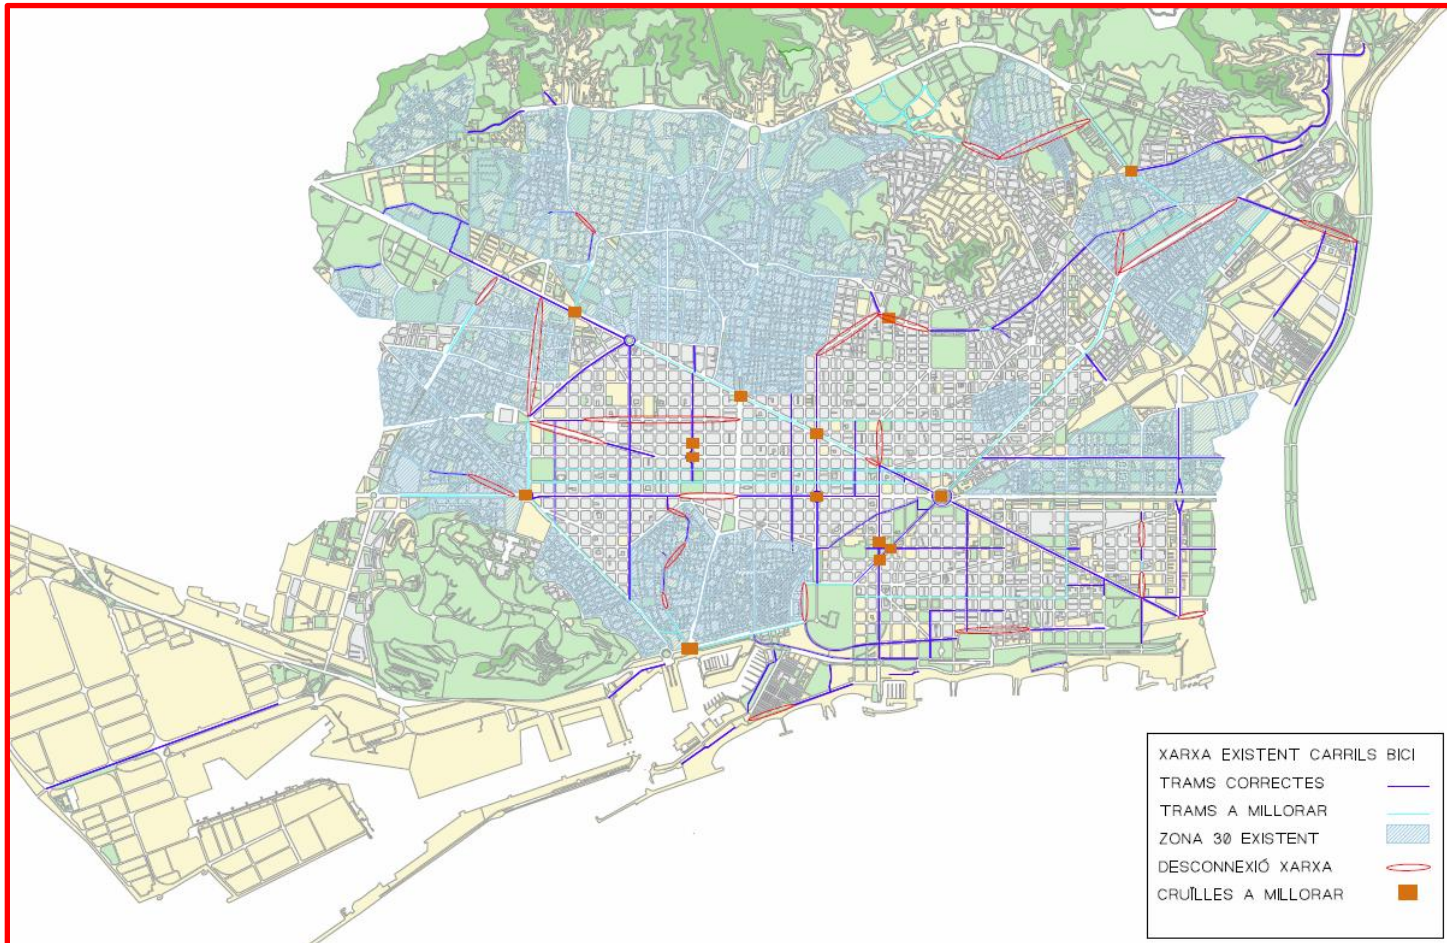 XARXA EXISTENT CARRILS BICI
TRAMS CORRECTES
TRAMS A MILLORAR
ZONA 30 EXISTENT
DESCONNEXIÓ XARXA
CRUÏLLES A MILLORAR